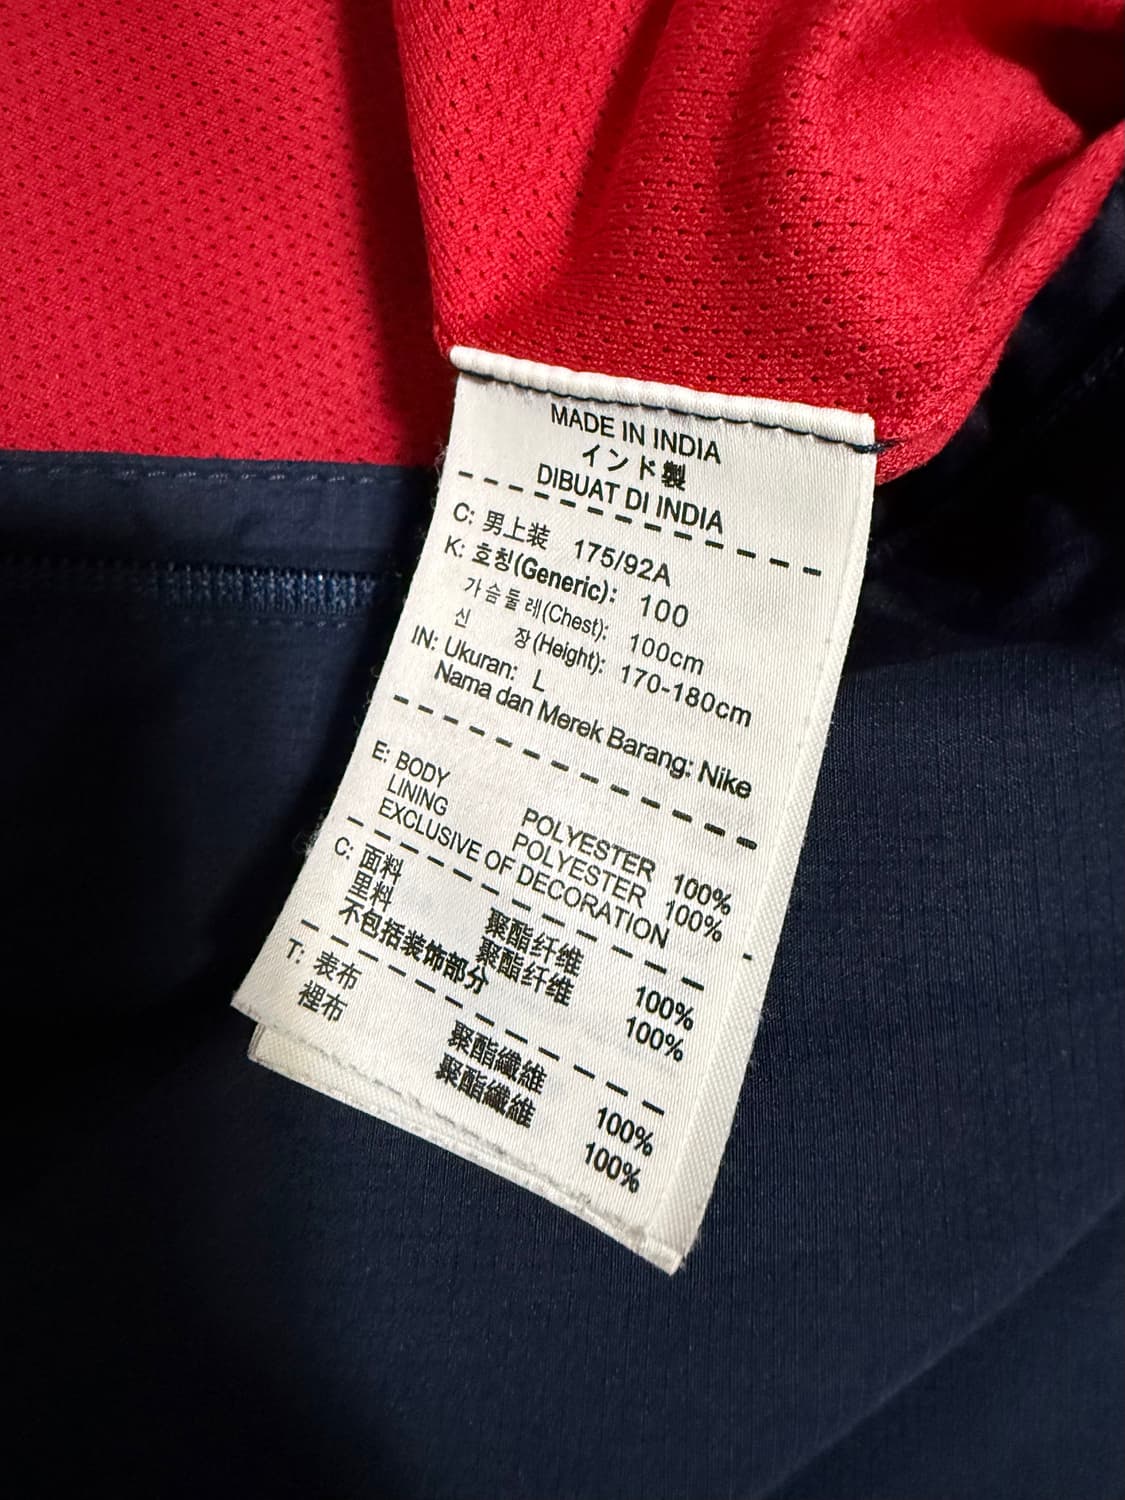 MADE IN INDIA
インド製
DIBUAT DI INDIA
C: 男上装 175/92A
K: 호칭(Generic): 100
가슴둘레(Chest): 100cm
신 장(Height): 170-180cm
IN: Ukuran: L
Nama dan Merek Barang: Nike
E: BODY POLYESTER 100%
LINING POLYESTER 100%
EXCLUSIVE OF DECORATION
C: 面料 聚酯纤维 100%
里料 聚酯纤维 100%
不包括装饰部分
T: 表布 聚酯纖維 100%
裡布 聚酯纖維 100%